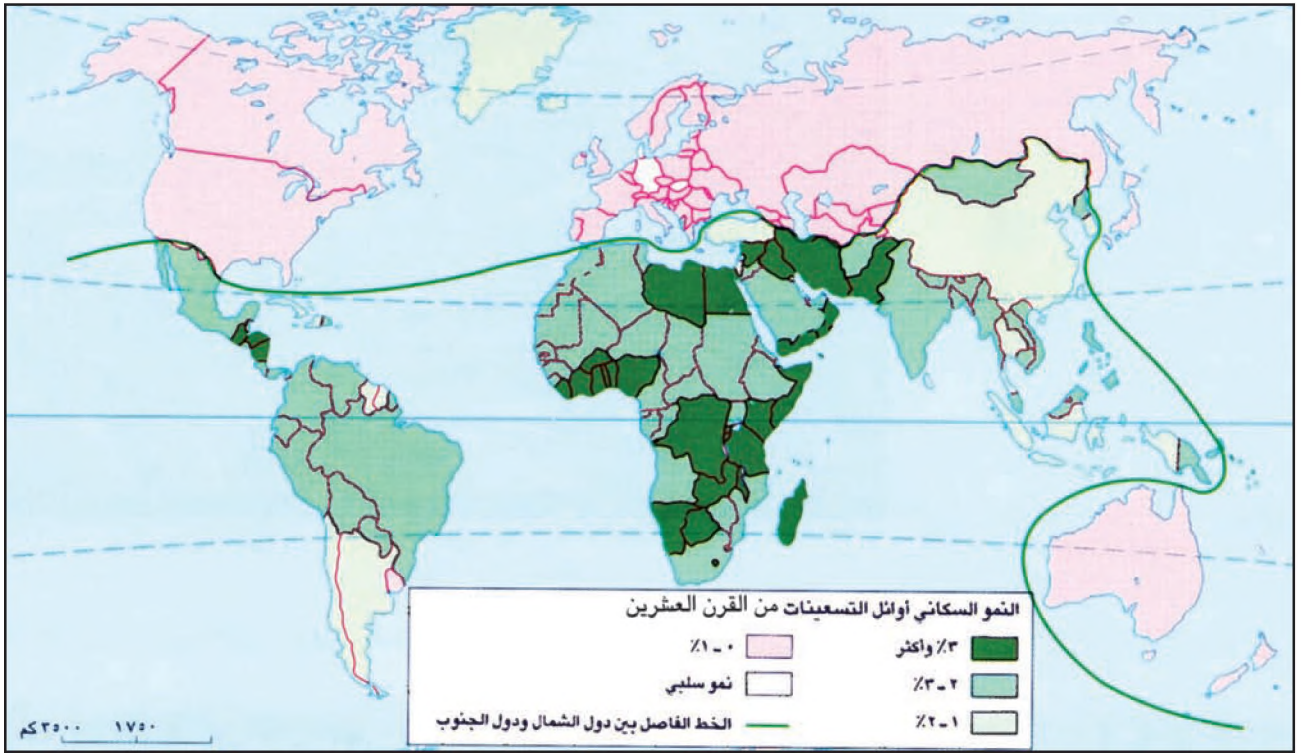 النمو السكاني أوائل التسعينات من القرن العشرين
٣٪ وأكثر
٢ - ٣٪
١ - ٢٪
٠ - ١٪
نمو سلبي
الخط الفاصل بين دول الشمال ودول الجنوب
٣٥٠٠ كم ١٧٥٠